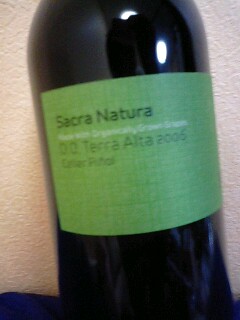 Sacra Natura
Made with Organically Grown Grapes
D.O. Terra Alta 2006
Celler Piñol